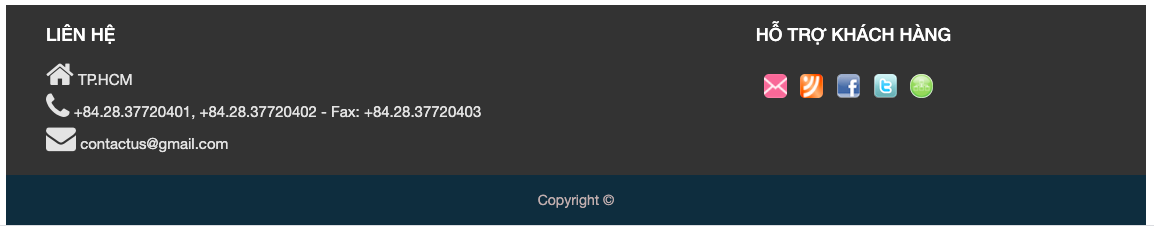 LIÊN HỆ
HỖ TRỢ KHÁCH HÀNG
TP.HCM
+84.28.37720401, +84.28.37720402 - Fax: +84.28.37720403
contactus@gmail.com
Copyright ©